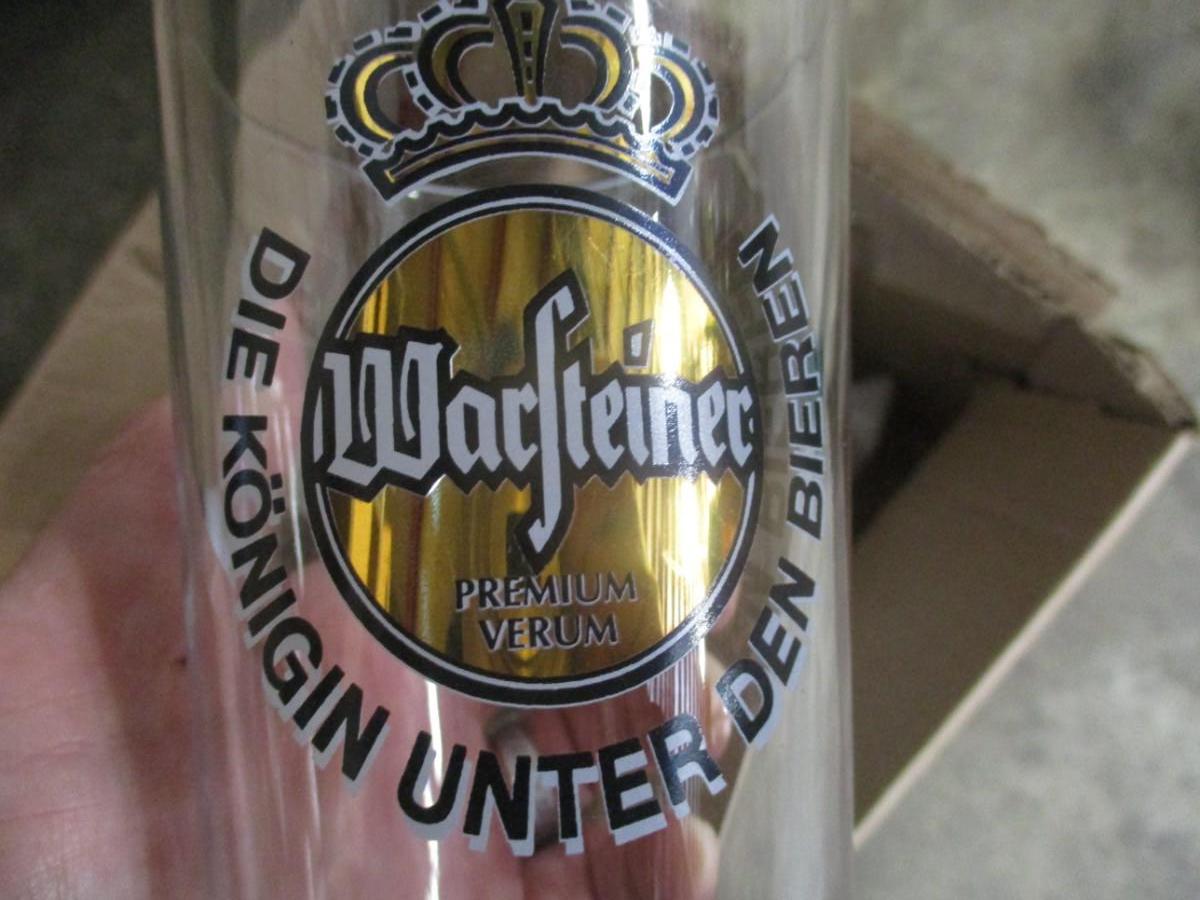 Warsteiner
PREMIUM
VERUM
DIE KÖNIGIN UNTER DEN BIEREN